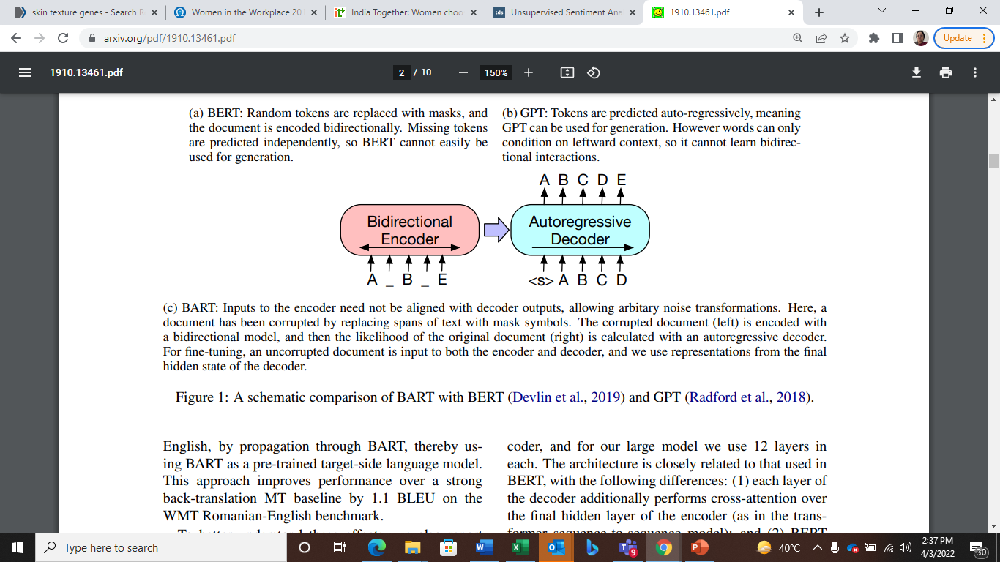 skin texture genes - Search R
Women in the Workplace 201
India Together: Women choo
Unsupervised Sentiment Ana
1910.13461.pdf
arxiv.org/pdf/1910.13461.pdf
Update
1910.13461.pdf
2 / 10
150%
(a) BERT: Random tokens are replaced with masks, and
the document is encoded bidirectionally. Missing tokens
are predicted independently, so BERT cannot easily be
used for generation.
(b) GPT: Tokens are predicted auto-regressively, meaning
GPT can be used for generation. However words can only
condition on leftward context, so it cannot learn bidirec-
tional interactions.
A B C D E
Bidirectional
Encoder
Autoregressive
Decoder
A _ B _ E
<s> A B C D
(c) BART: Inputs to the encoder need not be aligned with decoder outputs, allowing arbitary noise transformations. Here, a
document has been corrupted by replacing spans of text with mask symbols. The corrupted document (left) is encoded with
a bidirectional model, and then the likelihood of the original document (right) is calculated with an autoregressive decoder.
For fine-tuning, an uncorrupted document is input to both the encoder and decoder, and we use representations from the final
hidden state of the decoder.
Figure 1: A schematic comparison of BART with BERT (Devlin et al., 2019) and GPT (Radford et al., 2018).
English, by propagation through BART, thereby us-
ing BART as a pre-trained target-side language model.
This approach improves performance over a strong
back-translation MT baseline by 1.1 BLEU on the
WMT Romanian-English benchmark.
coder, and for our large model we use 12 layers in
each. The architecture is closely related to that used in
BERT, with the following differences: (1) each layer of
the decoder additionally performs cross-attention over
the final hidden layer of the encoder (as in the trans-
former sequence-to-sequence model); and (2) BERT
Type here to search
40°C
2:37 PM
4/3/2022
30